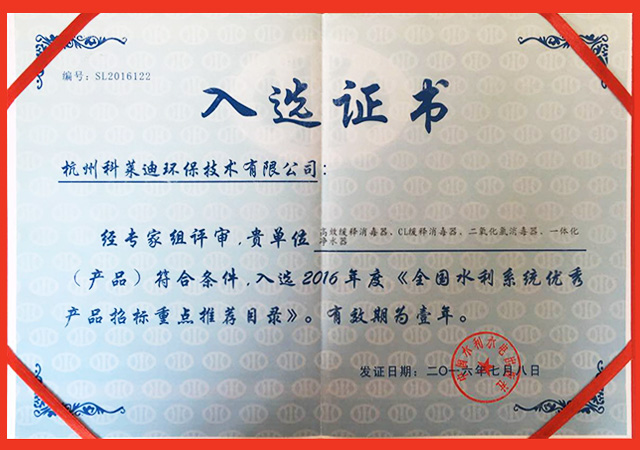 编号：SL2016122
入选证书
杭州科莱迪环保技术有限公司：
经专家组评审，贵单位高效缓释消毒器、CL缓释消毒器、二氧化氯消毒器、一体化
净水器
（产品）符合条件，入选2016年度《全国水利系统优秀
产品招标重点推荐目录》。有效期为壹年。
发证日期：二〇一六年七月八日